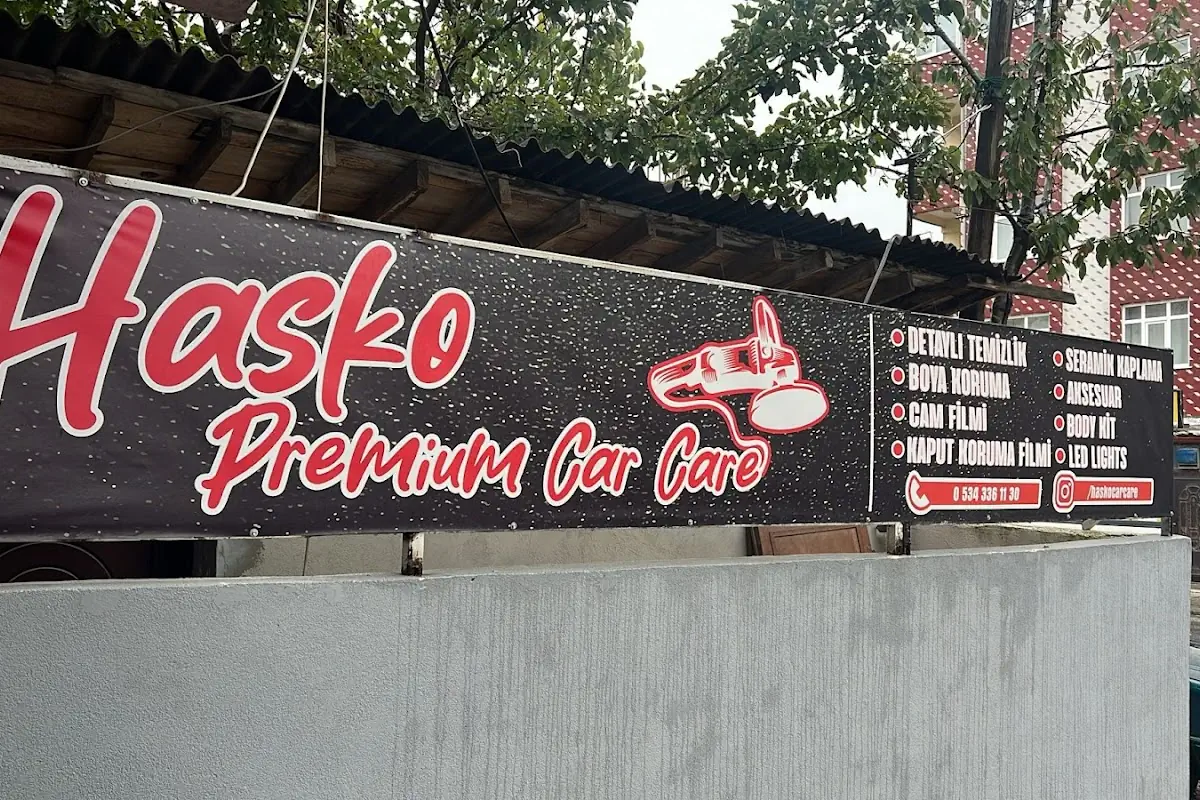 Hasko
Premium Car Care
DETAYLI TEMİZLİK
BOYA KORUMA
CAM FİLMİ
KAPUT KORUMA FİLMİ
0 534 336 11 30
SERAMİK KAPLAMA
AKSESUAR
BODY KİT
LED LIGHTS
/haskocarcare